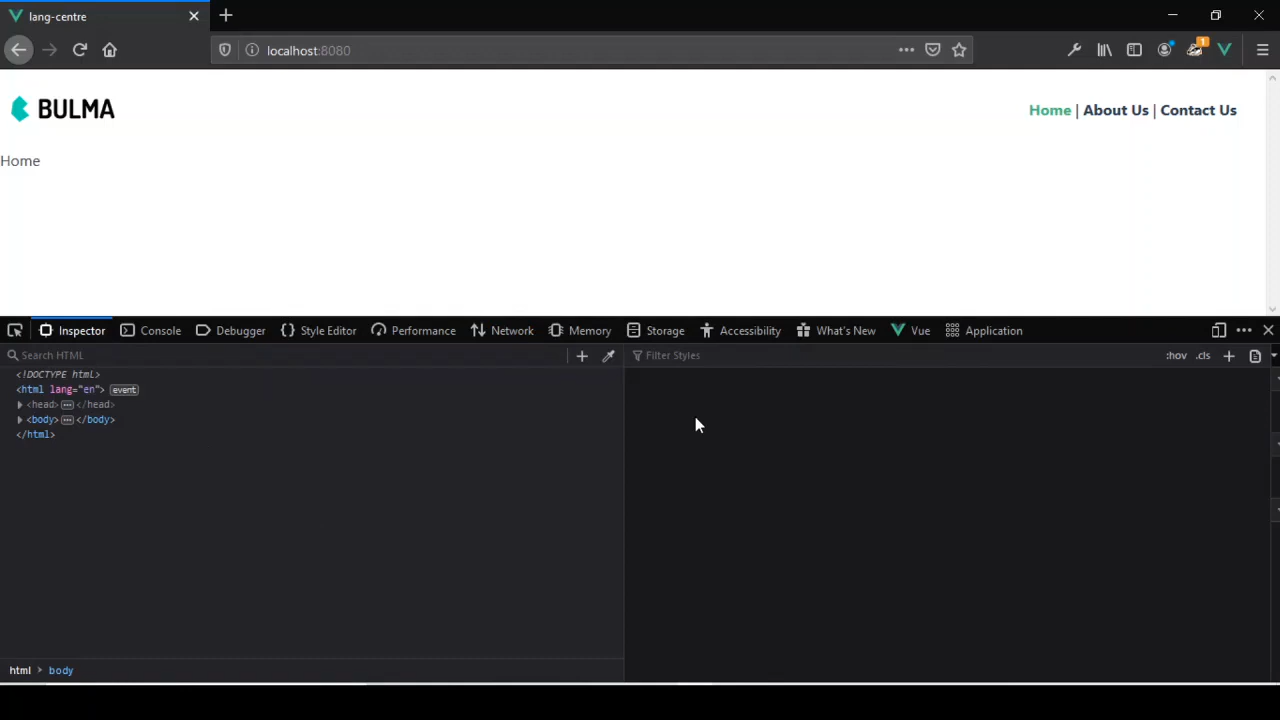 lang-centre
localhost:8080
1
BULMA
Home | About Us | Contact Us
Home
Inspector Console Debugger Style Editor Performance Network Memory Storage Accessibility What's New Vue Application
Search HTML
Filter Styles
:hov .cls
<!DOCTYPE html>
<html lang="en"> event
<head> </head>
<body> </body>
</html>
html > body